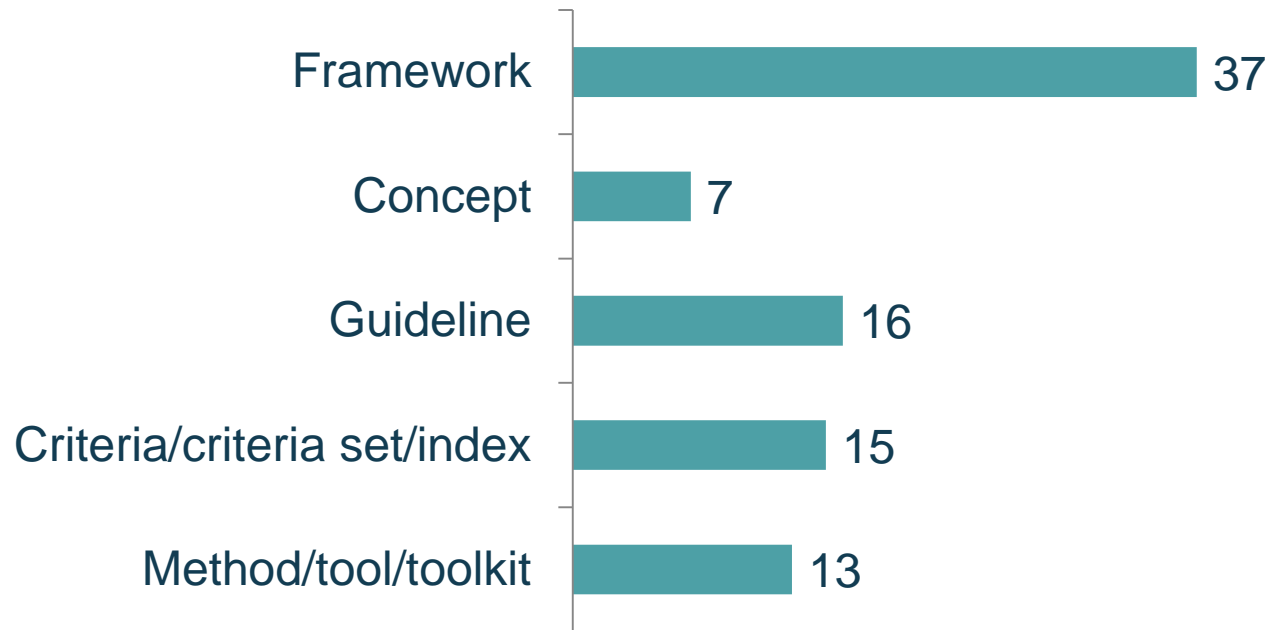 Framework 37
Concept 7
Guideline 16
Criteria/criteria set/index 15
Method/tool/toolkit 13